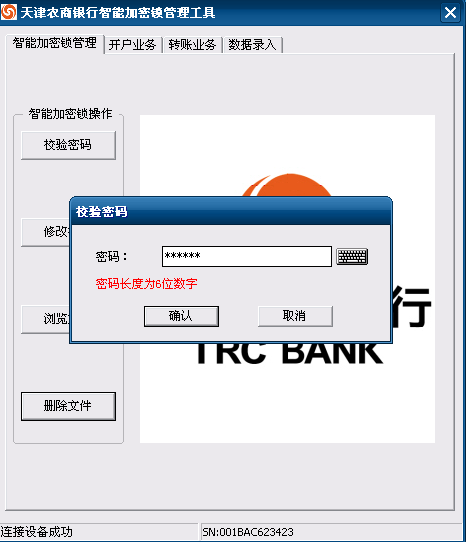 天津农商银行智能加密锁管理工具
智能加密锁管理 开户业务 转账业务 数据录入
智能加密锁操作
校验密码
修改
浏览
删除文件
校验密码
密码：
******
密码长度为6位数字
确认 取消
行
TRC BANK
连接设备成功 SN:001BAC623423